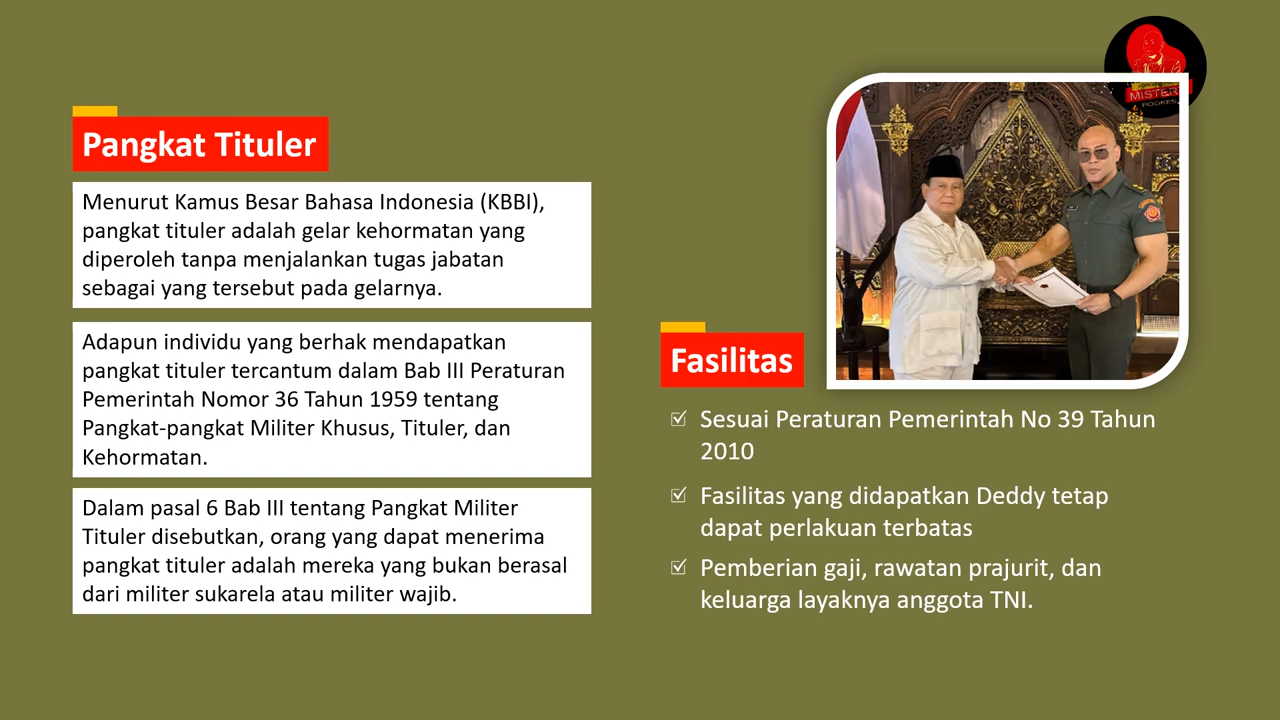 Pangkat Tituler
Menurut Kamus Besar Bahasa Indonesia (KBBI),
pangkat tituler adalah gelar kehormatan yang
diperoleh tanpa menjalankan tugas jabatan
sebagai yang tersebut pada gelarnya.
Adapun individu yang berhak mendapatkan
pangkat tituler tercantum dalam Bab III Peraturan
Pemerintah Nomor 36 Tahun 1959 tentang
Pangkat-pangkat Militer Khusus, Tituler, dan
Kehormatan.
Dalam pasal 6 Bab III tentang Pangkat Militer
Tituler disebutkan, orang yang dapat menerima
pangkat tituler adalah mereka yang bukan berasal
dari militer sukarela atau militer wajib.
MISTER
PODKES
Fasilitas
Sesuai Peraturan Pemerintah No 39 Tahun
2010
Fasilitas yang didapatkan Deddy tetap
dapat perlakuan terbatas
Pemberian gaji, rawatan prajurit, dan
keluarga layaknya anggota TNI.